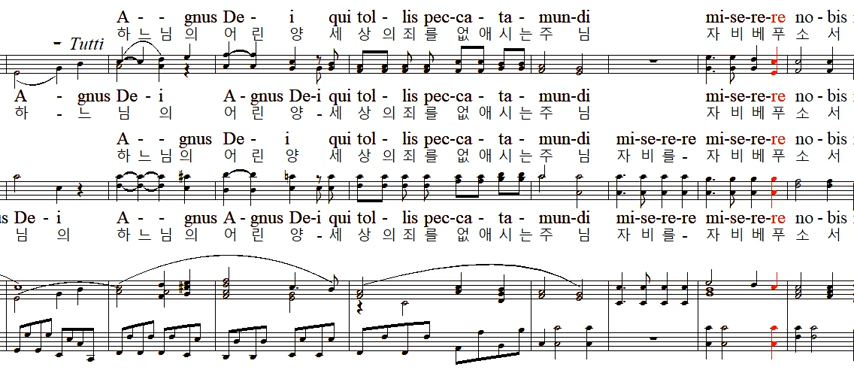 A - - gnus De - i qui tol - lis pec-ca - ta - mun-di mi-se-re-re no-bis
하 느 님 의 어 린 양 - 세 상 의 죄 를 없 애 시 는 주 님 자 비 베 푸 소 서
Tutti
A - gnus De - i A - gnus De-i qui tol - lis pec-ca - ta - mun-di mi-se-re-re no-bis
하 - 느 님 의 어 린 양 - 세 상 의 죄 를 없 애 시 는 주 님 자 비 베 푸 소 서
A - - gnus De - i qui tol - lis pec-ca - ta - mun-di mi-se-re-re mi-se-re-re no-bis
하 느 님 의 어 린 양 세 상 의 죄 를 없 애 시 는 주 님 자 비 를 - 자 비 베 푸 소 서
s De - i A - - gnus A - gnus De-i qui tol - lis pec-ca - ta - mun-di mi-se-re-re mi-se-re-re no-bis
님 의 하 느 님 의 어 린 양 - 세 상 의 죄 를 없 애 시 는 주 님 자 비 를 - 자 비 베 푸 소 서